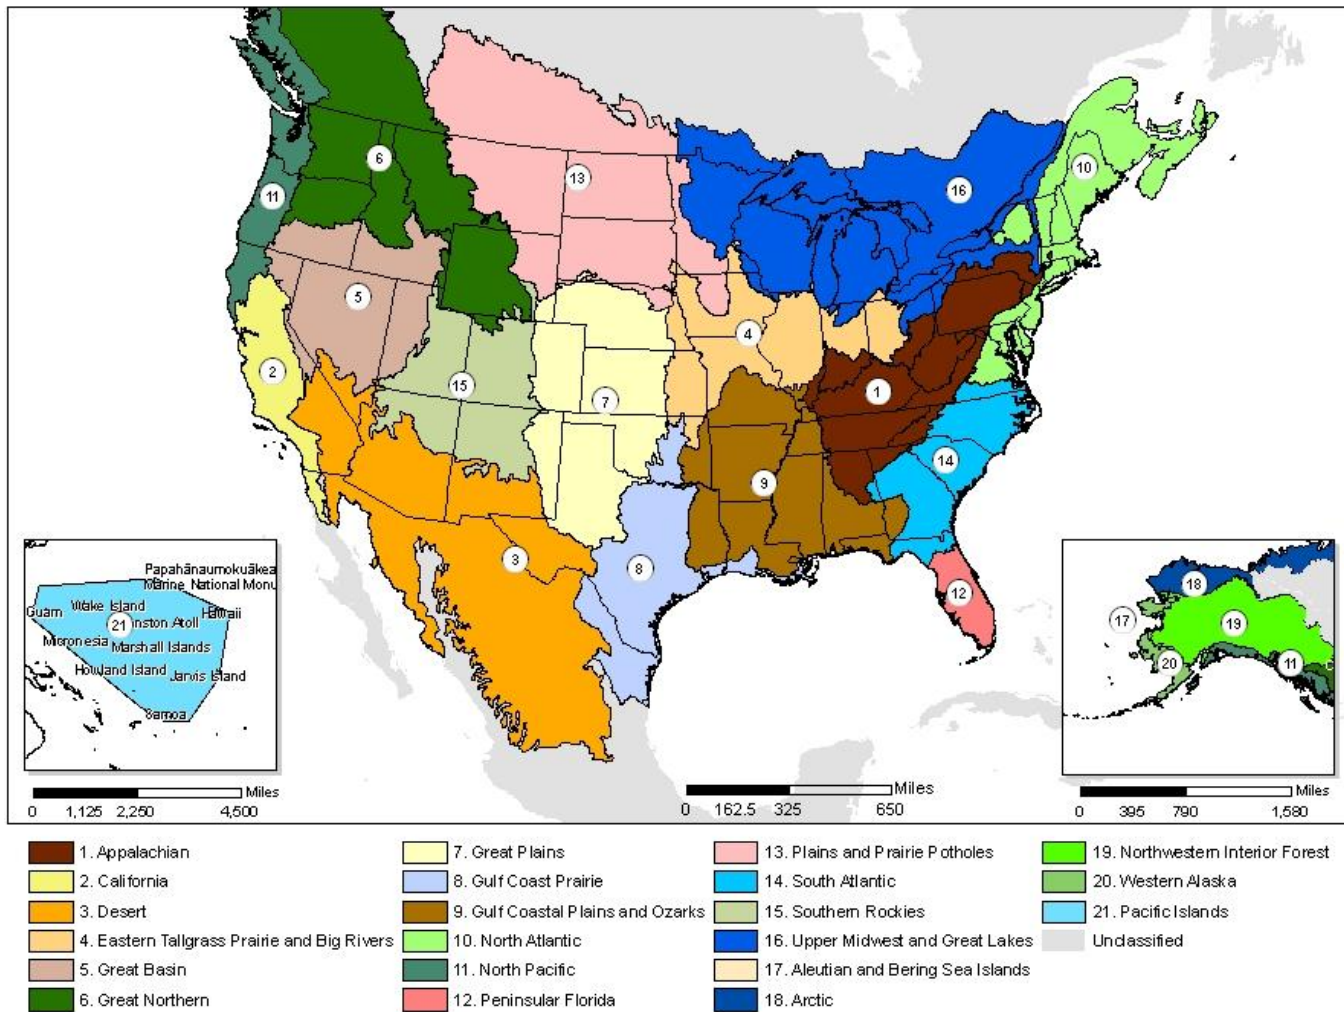 6
13
11
10
16
5
4
2
15
7
1
14
9
3
8
12
Papahānaumokuākea
Marine National Monu
Guam
Wake Island
Hawaii
21
nston Atoll
Micronesia
Marshall Islands
Howland Island
Jarvis Island
Samoa
18
17
19
20
11
Miles
0 1,125 2,250 4,500
Miles
0 162.5 325 650
Miles
0 395 790 1,580
1. Appalachian
2. California
3. Desert
4. Eastern Tallgrass Prairie and Big Rivers
5. Great Basin
6. Great Northern
7. Great Plains
8. Gulf Coast Prairie
9. Gulf Coastal Plains and Ozarks
10. North Atlantic
11. North Pacific
12. Peninsular Florida
13. Plains and Prairie Potholes
14. South Atlantic
15. Southern Rockies
16. Upper Midwest and Great Lakes
17. Aleutian and Bering Sea Islands
18. Arctic
19. Northwestern Interior Forest
20. Western Alaska
21. Pacific Islands
Unclassified